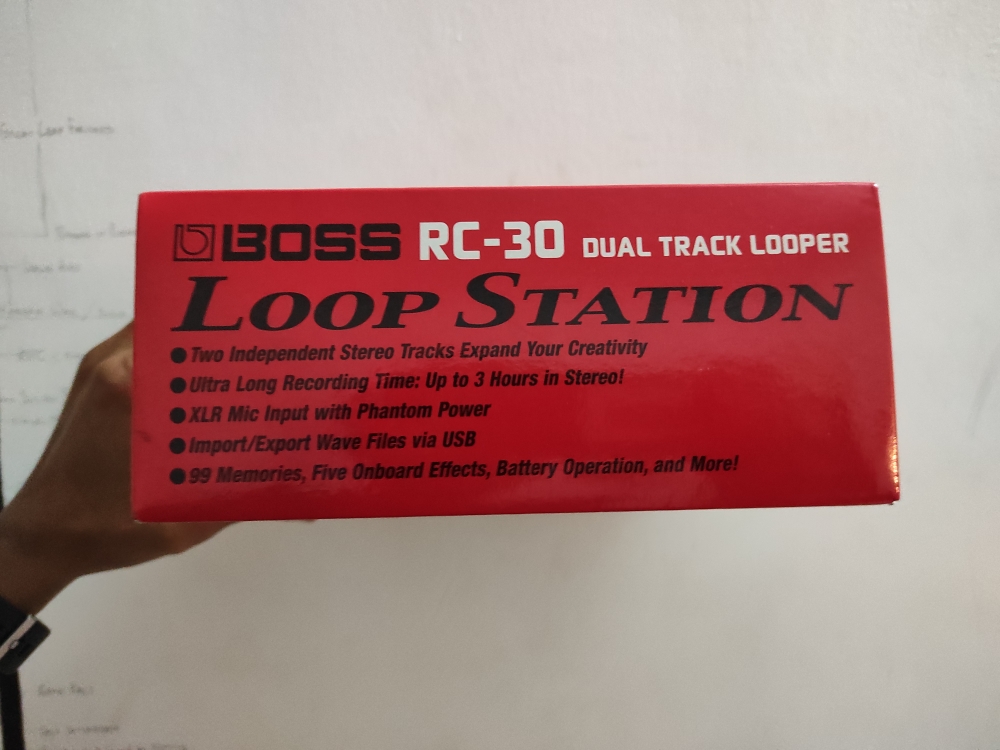 BOSS RC-30 DUAL TRACK LOOPER
LOOP STATION
●Two Independent Stereo Tracks Expand Your Creativity
●Ultra Long Recording Time: Up to 3 Hours in Stereo!
●XLR Mic Input with Phantom Power
●Import/Export Wave Files via USB
●99 Memories, Five Onboard Effects, Battery Operation, and More!